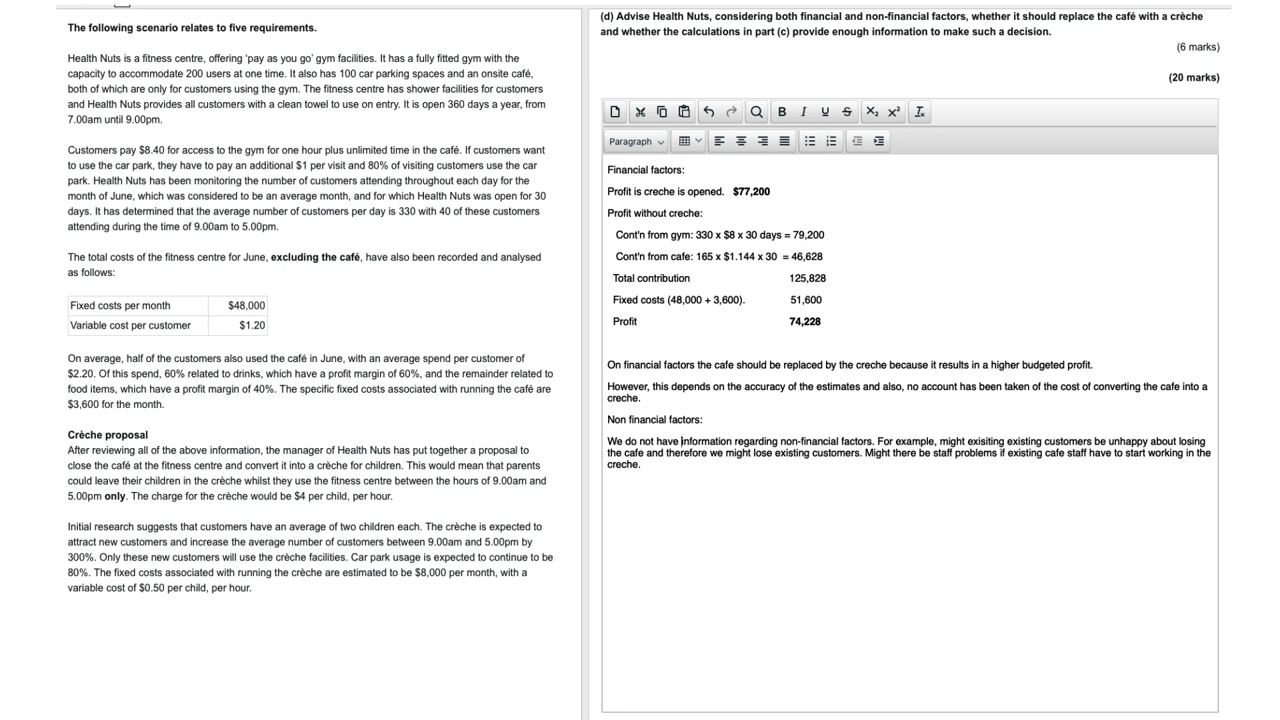 The following scenario relates to five requirements.
Health Nuts is a fitness centre, offering ‘pay as you go’ gym facilities. It has a fully fitted gym with the
capacity to accommodate 200 users at one time. It also has 100 car parking spaces and an onsite café,
both of which are only for customers using the gym. The fitness centre has shower facilities for customers
and Health Nuts provides all customers with a clean towel to use on entry. It is open 360 days a year, from
7.00am until 9.00pm.
Customers pay $8.40 for access to the gym for one hour plus unlimited time in the café. If customers want
to use the car park, they have to pay an additional $1 per visit and 80% of visiting customers use the car
park. Health Nuts has been monitoring the number of customers attending throughout each day for the
month of June, which was considered to be an average month, and for which Health Nuts was open for 30
days. It has determined that the average number of customers per day is 330 with 40 of these customers
attending during the time of 9.00am to 5.00pm.
The total costs of the fitness centre for June, excluding the café, have also been recorded and analysed
as follows:
Fixed costs per month $48,000
Variable cost per customer $1.20
On average, half of the customers also used the café in June, with an average spend per customer of
$2.20. Of this spend, 60% related to drinks, which have a profit margin of 60%, and the remainder related to
food items, which have a profit margin of 40%. The specific fixed costs associated with running the café are
$3,600 for the month.
Crèche proposal
After reviewing all of the above information, the manager of Health Nuts has put together a proposal to
close the café at the fitness centre and convert it into a crèche for children. This would mean that parents
could leave their children in the crèche whilst they use the fitness centre between the hours of 9.00am and
5.00pm only. The charge for the crèche would be $4 per child, per hour.
Initial research suggests that customers have an average of two children each. The crèche is expected to
attract new customers and increase the average number of customers between 9.00am and 5.00pm by
300%. Only these new customers will use the crèche facilities. Car park usage is expected to continue to be
80%. The fixed costs associated with running the crèche are estimated to be $8,000 per month, with a
variable cost of $0.50 per child, per hour.
(d) Advise Health Nuts, considering both financial and non-financial factors, whether it should replace the café with a crèche
and whether the calculations in part (c) provide enough information to make such a decision.
(6 marks)
(20 marks)
B I U S X₂ X² Tx
Paragraph
Financial factors:
Profit is creche is opened. $77,200
Profit without creche:
Cont'n from gym: 330 x $8 x 30 days = 79,200
Cont'n from cafe: 165 x $1.144 x 30 = 46,628
Total contribution 125,828
Fixed costs (48,000 + 3,600). 51,600
Profit 74,228
On financial factors the cafe should be replaced by the creche because it results in a higher budgeted profit.
However, this depends on the accuracy of the estimates and also, no account has been taken of the cost of converting the cafe into a
creche.
Non financial factors:
We do not have information regarding non-financial factors. For example, might exisiting existing customers be unhappy about losing
the cafe and therefore we might lose existing customers. Might there be staff problems if existing cafe staff have to start working in the
creche.